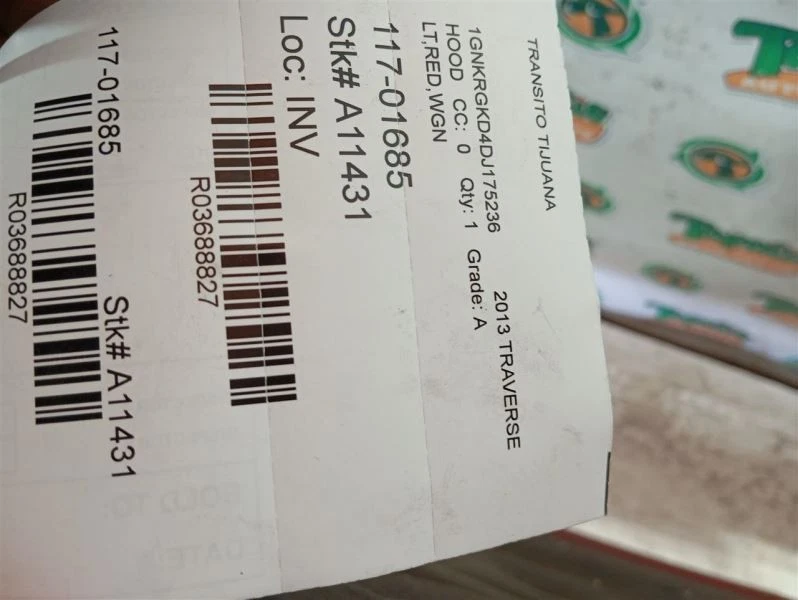 TRANSITO TIJUANA
1GNKRGKD4DJ175236 2013 TRAVERSE
HOOD CC: 0 Qty: 1 Grade: A
LT,RED,WGN
117-01685
Stk# A11431
Loc: INV
R03688827
117-01685 Stk# A11431
R03688827